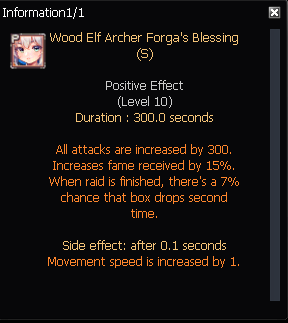 Information1/1
P
Wood Elf Archer Forga's Blessing
(S)
Positive Effect
(Level 10)
Duration : 300.0 seconds
All attacks are increased by 300.
Increases fame received by 15%.
When raid is finished, there's a 7%
chance that box drops second
time.
Side effect: after 0.1 seconds
Movement speed is increased by 1.